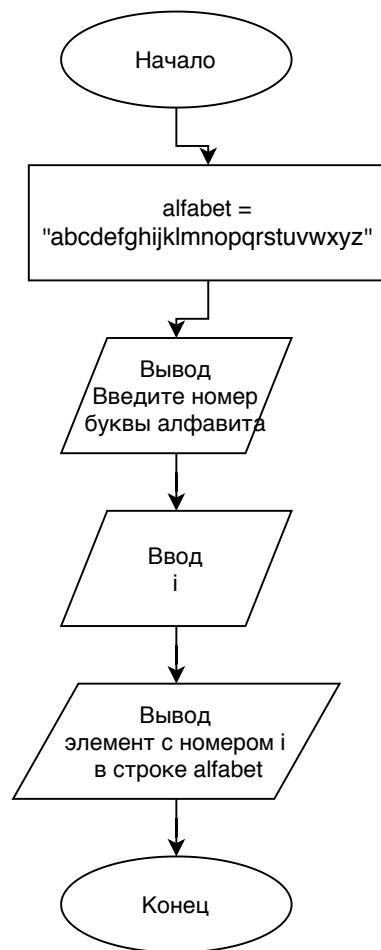 Начало
alfabet =
"abcdefghijklmnopqrstuvwxyz"
Вывод
Введите номер
буквы алфавита
Ввод
i
Вывод
элемент с номером i
в строке alfabet
Конец